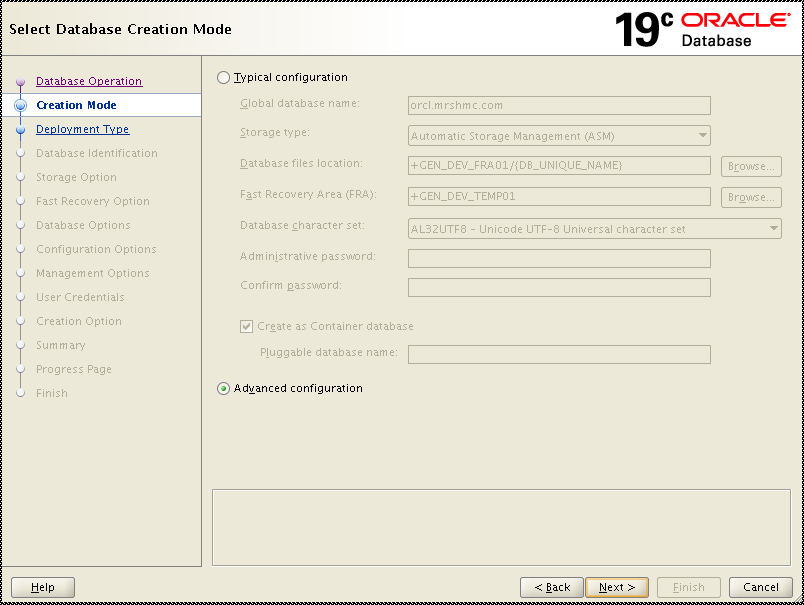 Select Database Creation Mode
19c ORACLE
Database
Database Operation
Creation Mode
Deployment Type
Database Identification
Storage Option
Fast Recovery Option
Database Options
Configuration Options
Management Options
User Credentials
Creation Option
Summary
Progress Page
Finish
Typical configuration
Global database name: orcl.mrshmc.com
Storage type: Automatic Storage Management (ASM)
Database files location: +GEN_DEV_FRA01/{DB_UNIQUE_NAME} Browse...
Fast Recovery Area (FRA): +GEN_DEV_TEMP01 Browse...
Database character set: AL32UTF8 - Unicode UTF-8 Universal character set
Administrative password:
Confirm password:
Create as Container database
Pluggable database name:
Advanced configuration
Help < Back Next > Finish Cancel